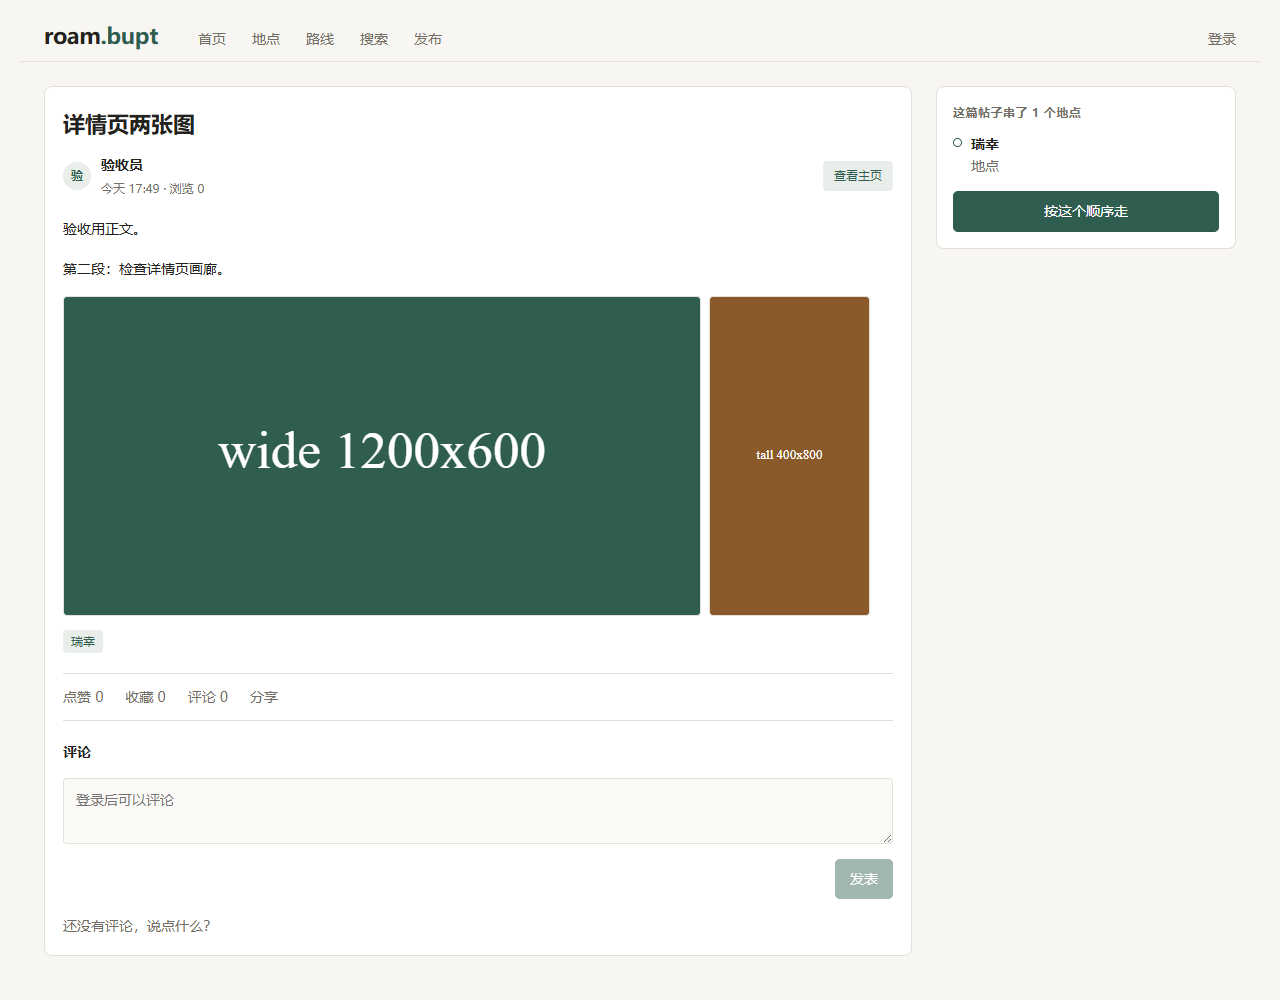 roam.bupt 首页 地点 路线 搜索 发布 登录
详情页两张图
验
验收员
今天 17:49 · 浏览 0
查看主页
验收用正文。
第二段：检查详情页画廊。
wide 1200x600
tall 400x800
瑞幸
点赞 0 收藏 0 评论 0 分享
评论
登录后可以评论
发表
还没有评论，说点什么？
这篇帖子串了 1 个地点
瑞幸
地点
按这个顺序走